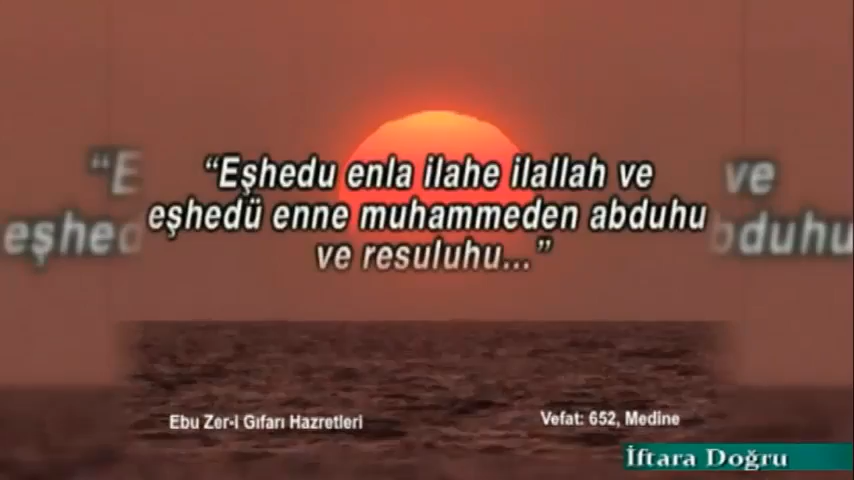 “Eşhedu enla ilahe ilallah ve
eşhedü enne muhammeden abduhu
ve resuluhu...”
Ebu Zer-i Gıfarı Hazretleri
Vefat: 652, Medine
İftara Doğru